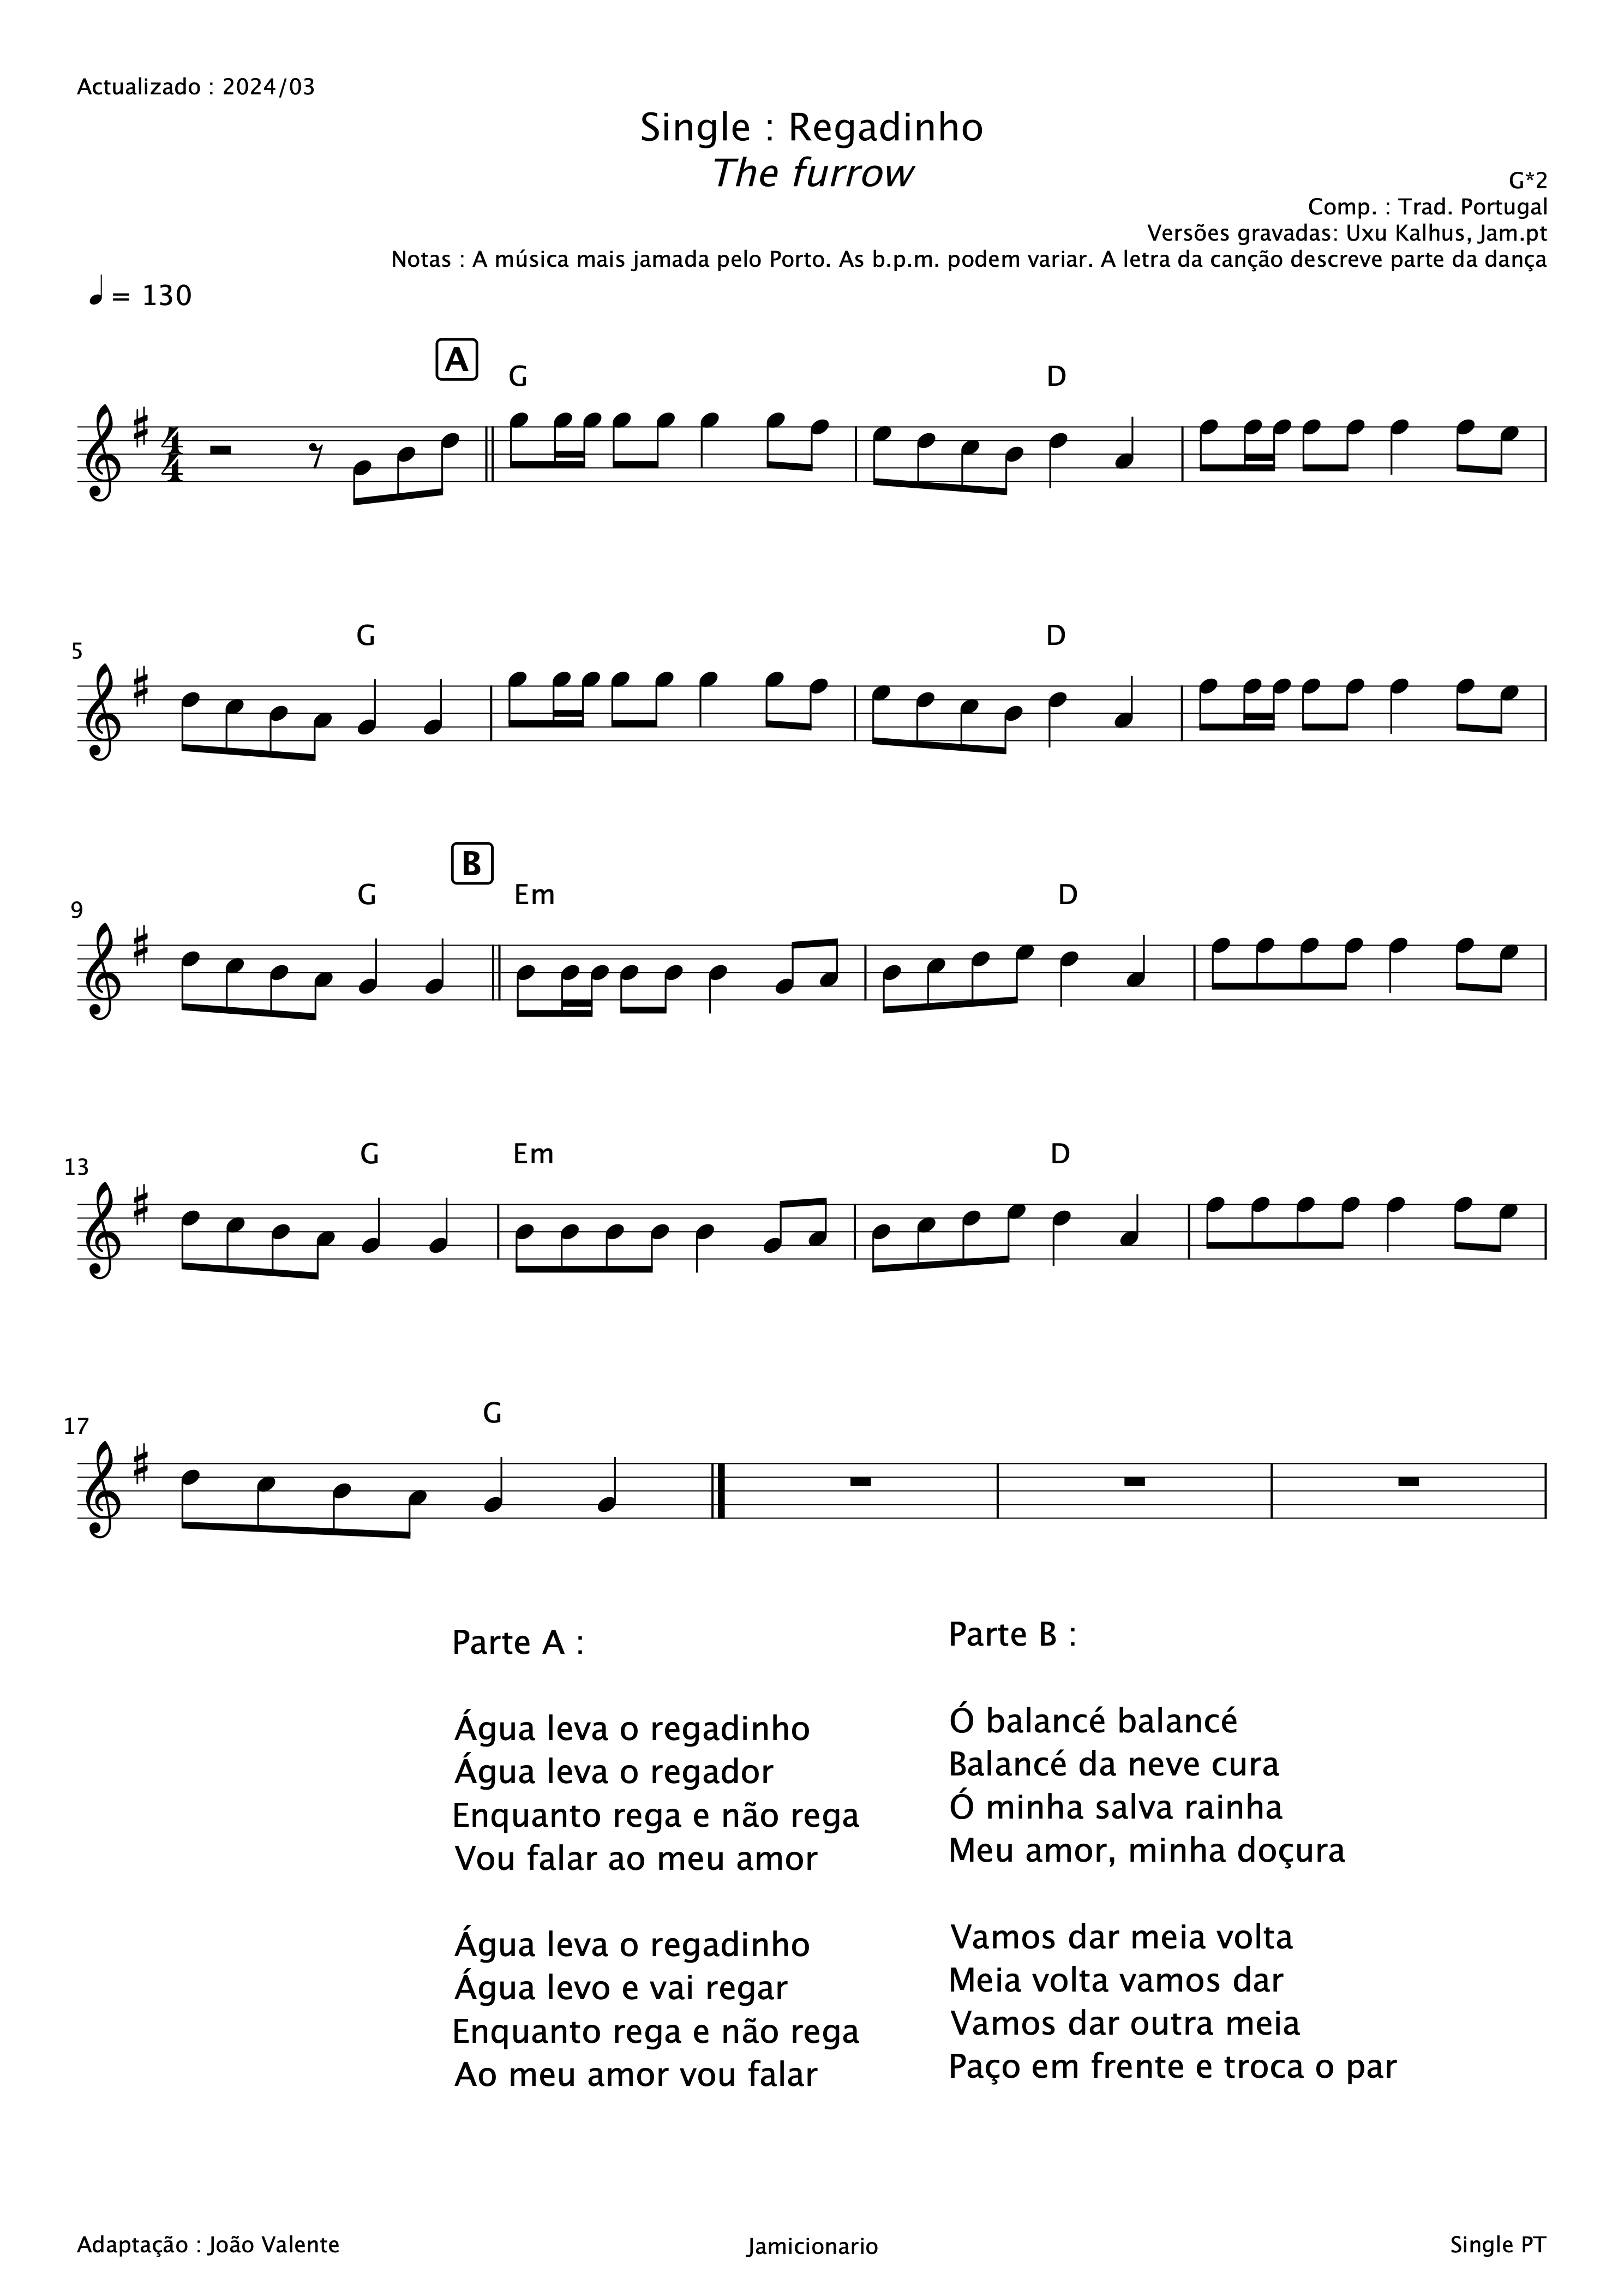 Actualizado : 2024/03
Single : Regadinho
The furrow
G*2
Comp. : Trad. Portugal
Versões gravadas: Uxu Kalhus, Jam.pt
Notas : A música mais jamada pelo Porto. As b.p.m. podem variar. A letra da canção descreve parte da dança
= 130
A
G D
4
4
5
G D
B
9
G Em D
13
G Em D
17
G
Parte A :
Água leva o regadinho
Água leva o regador
Enquanto rega e não rega
Vou falar ao meu amor
Água leva o regadinho
Água levo e vai regar
Enquanto rega e não rega
Ao meu amor vou falar
Parte B :
Ó balancé balancé
Balancé da neve cura
Ó minha salva rainha
Meu amor, minha doçura
Vamos dar meia volta
Meia volta vamos dar
Vamos dar outra meia
Paço em frente e troca o par
Adaptação : João Valente
Jamicionario
Single PT